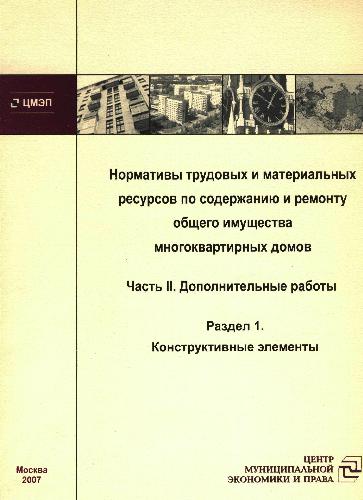 ЦМЭП
Нормативы трудовых и материальных
ресурсов по содержанию и ремонту
общего имущества
многоквартирных домов
Часть II. Дополнительные работы
Раздел 1.
Конструктивные элементы
Москва
2007
ЦЕНТР
МУНИЦИПАЛЬНОЙ
ЭКОНОМИКИ И ПРАВА